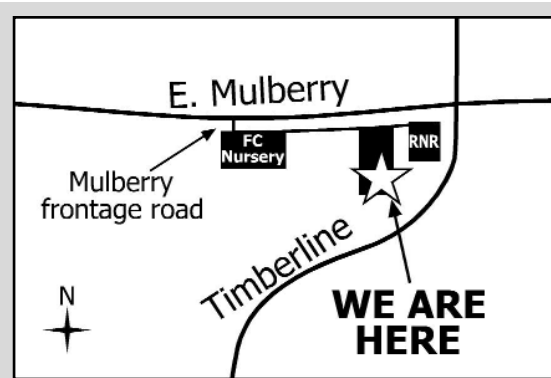 E. Mulberry
FC
Nursery
RNR
Mulberry
frontage road
Timberline
N
WE ARE
HERE